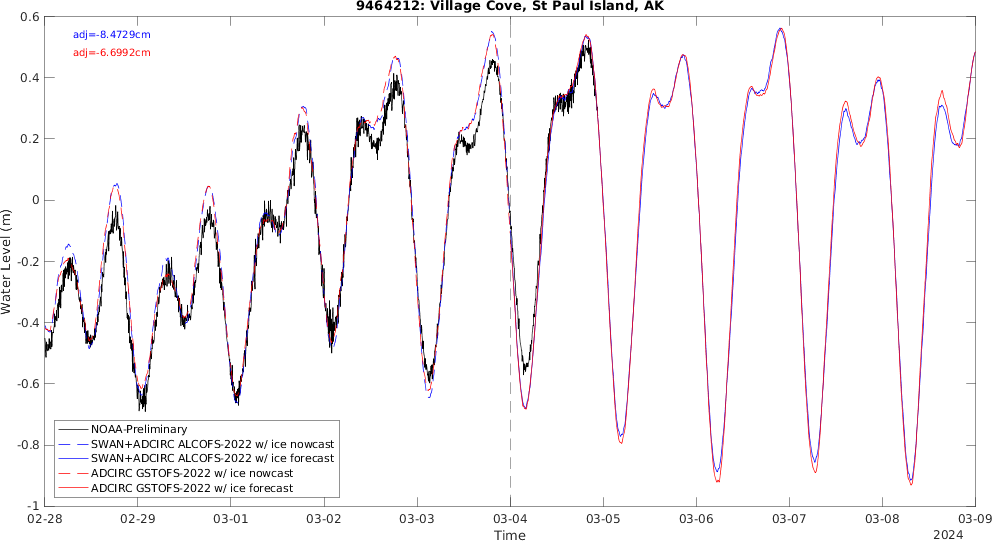 9464212: Village Cove, St Paul Island, AK
adj=-8.4729cm
adj=-6.6992cm
0.6
0.4
0.2
0
-0.2
-0.4
-0.6
-0.8
-1
Water Level (m)
NOAA-Preliminary
SWAN+ADCIRC ALCOFS-2022 w/ ice nowcast
SWAN+ADCIRC ALCOFS-2022 w/ ice forecast
ADCIRC GSTOFS-2022 w/ ice nowcast
ADCIRC GSTOFS-2022 w/ ice forecast
02-28 02-29 03-01 03-02 03-03 03-04 03-05 03-06 03-07 03-08 03-09
Time
2024